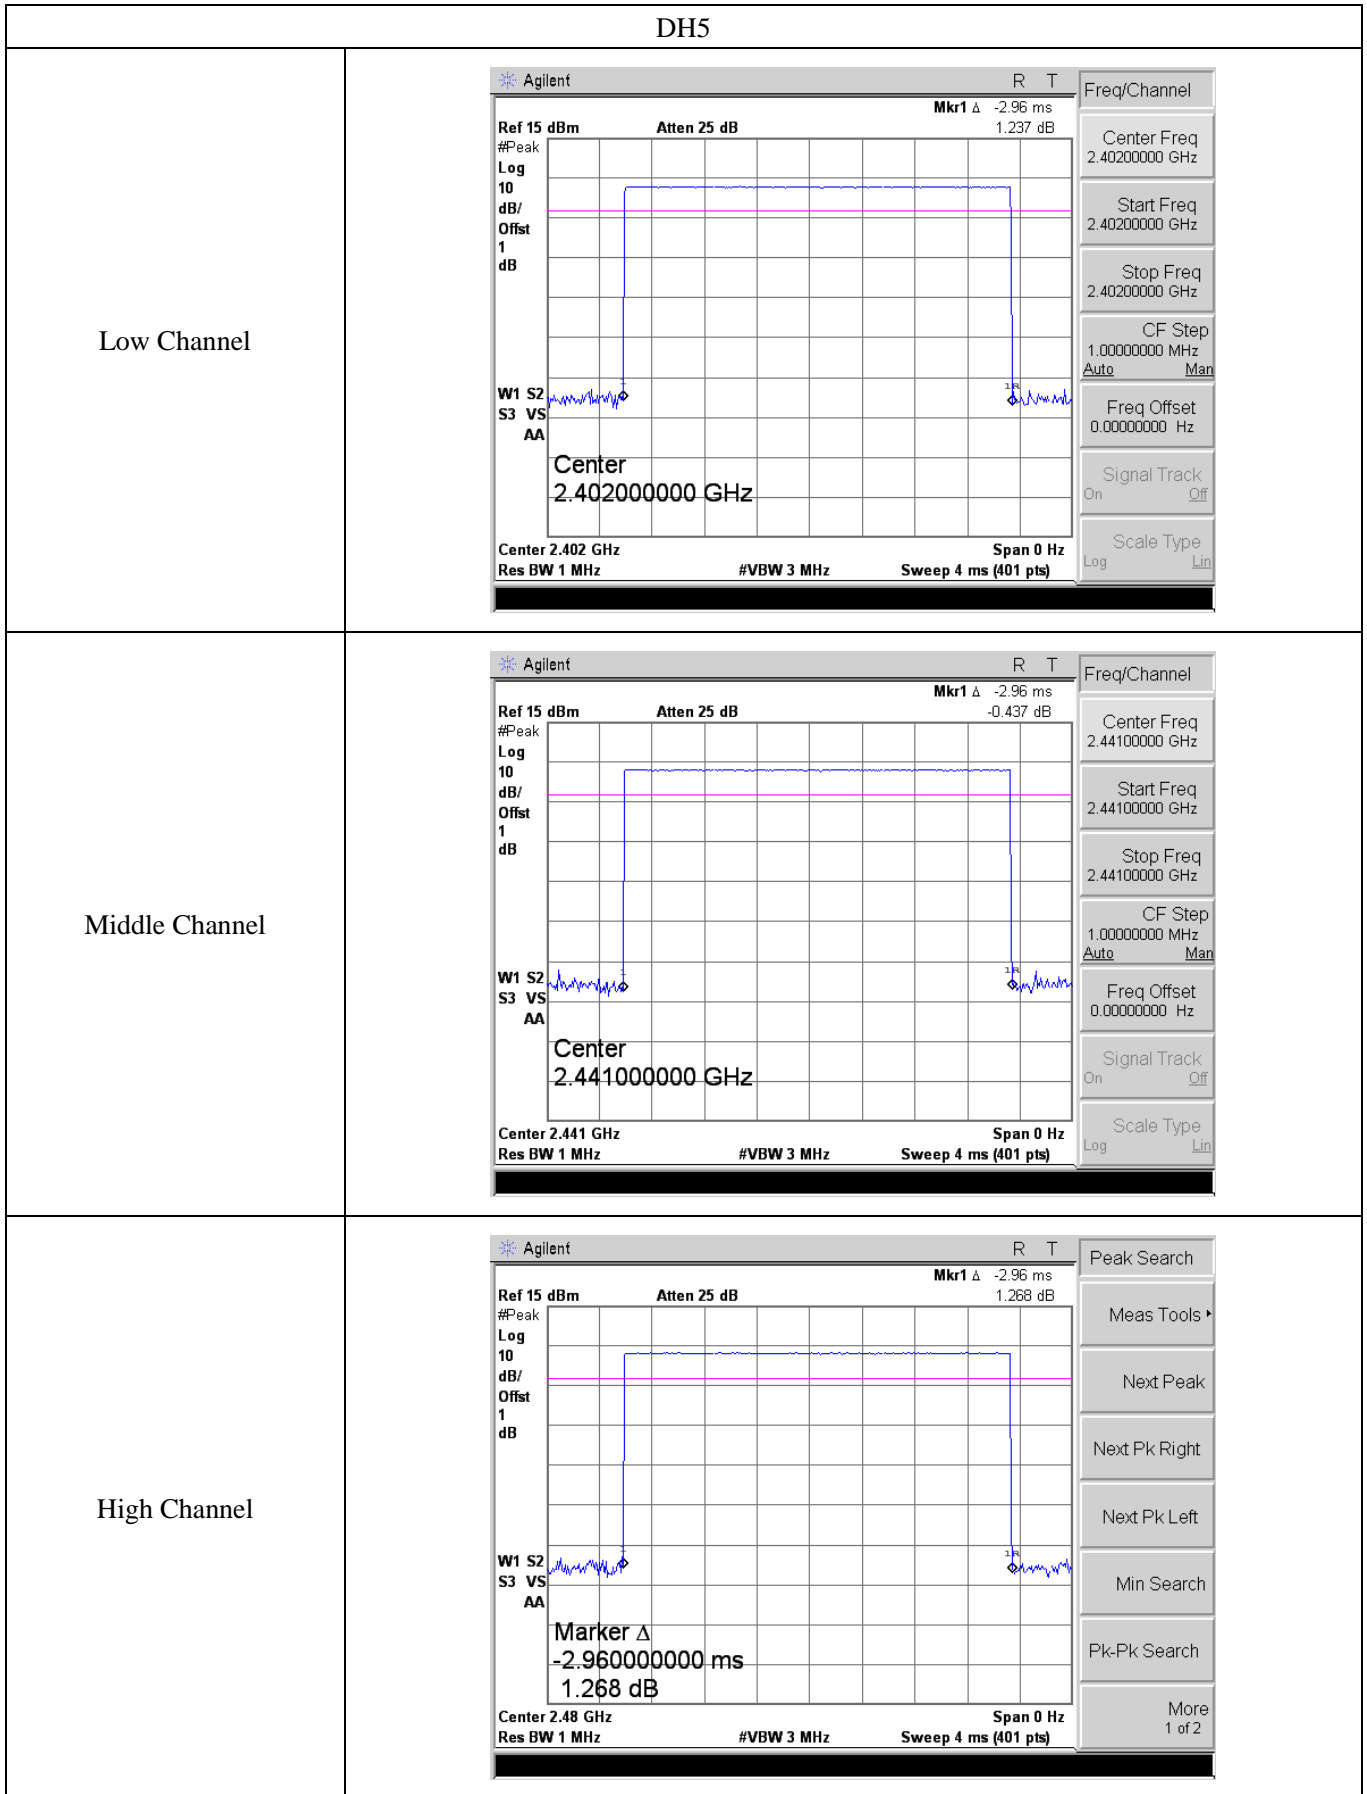 DH5
Low Channel
Agilent R T
Mkr1 Δ -2.96 ms
Ref 15 dBm Atten 25 dB 1.237 dB
#Peak
Log
10
dB/
Offst
1
dB
W1 S2
S3 VS
AA
1
1R
Center
2.402000000 GHz
Center 2.402 GHz Span 0 Hz
Res BW 1 MHz #VBW 3 MHz Sweep 4 ms (401 pts)
Freq/Channel
Center Freq
2.40200000 GHz
Start Freq
2.40200000 GHz
Stop Freq
2.40200000 GHz
CF Step
1.00000000 MHz
Auto Man
Freq Offset
0.00000000 Hz
Signal Track
On Off
Scale Type
Log Lin
Middle Channel
Agilent R T
Mkr1 Δ -2.96 ms
Ref 15 dBm Atten 25 dB -0.437 dB
#Peak
Log
10
dB/
Offst
1
dB
W1 S2
S3 VS
AA
1
1R
Center
2.441000000 GHz
Center 2.441 GHz Span 0 Hz
Res BW 1 MHz #VBW 3 MHz Sweep 4 ms (401 pts)
Freq/Channel
Center Freq
2.44100000 GHz
Start Freq
2.44100000 GHz
Stop Freq
2.44100000 GHz
CF Step
1.00000000 MHz
Auto Man
Freq Offset
0.00000000 Hz
Signal Track
On Off
Scale Type
Log Lin
High Channel
Agilent R T
Mkr1 Δ -2.96 ms
Ref 15 dBm Atten 25 dB 1.268 dB
#Peak
Log
10
dB/
Offst
1
dB
W1 S2
S3 VS
AA
1
1R
Marker Δ
-2.960000000 ms
1.268 dB
Center 2.48 GHz Span 0 Hz
Res BW 1 MHz #VBW 3 MHz Sweep 4 ms (401 pts)
Peak Search
Meas Tools
Next Peak
Next Pk Right
Next Pk Left
Min Search
Pk-Pk Search
More
1 of 2